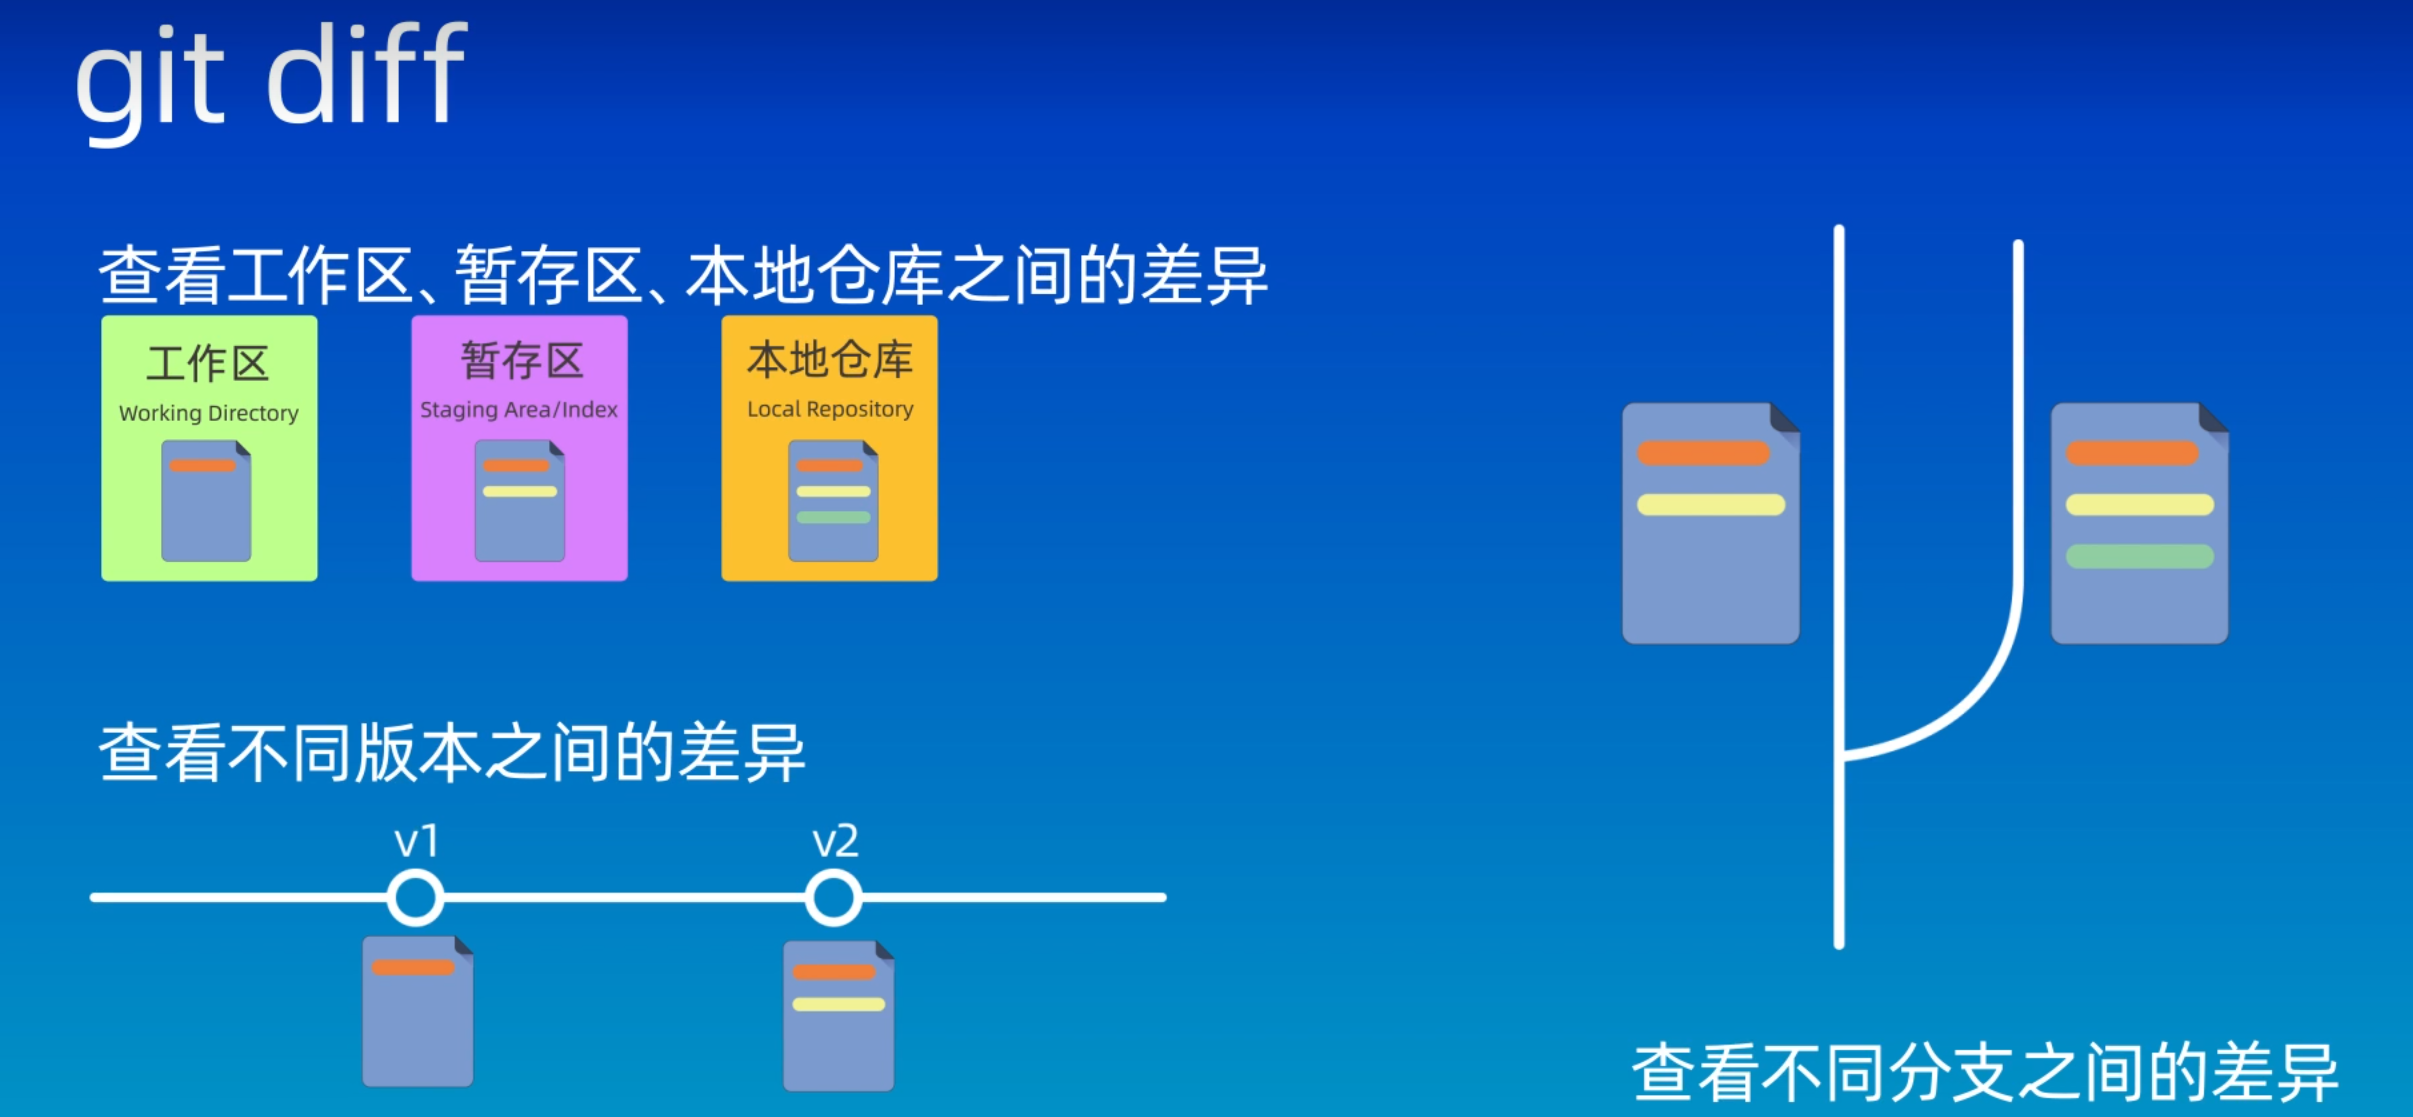 git diff
查看工作区、暂存区、本地仓库之间的差异
工作区
Working Directory
暂存区
Staging Area/Index
本地仓库
Local Repository
查看不同版本之间的差异
v1
v2
查看不同分支之间的差异